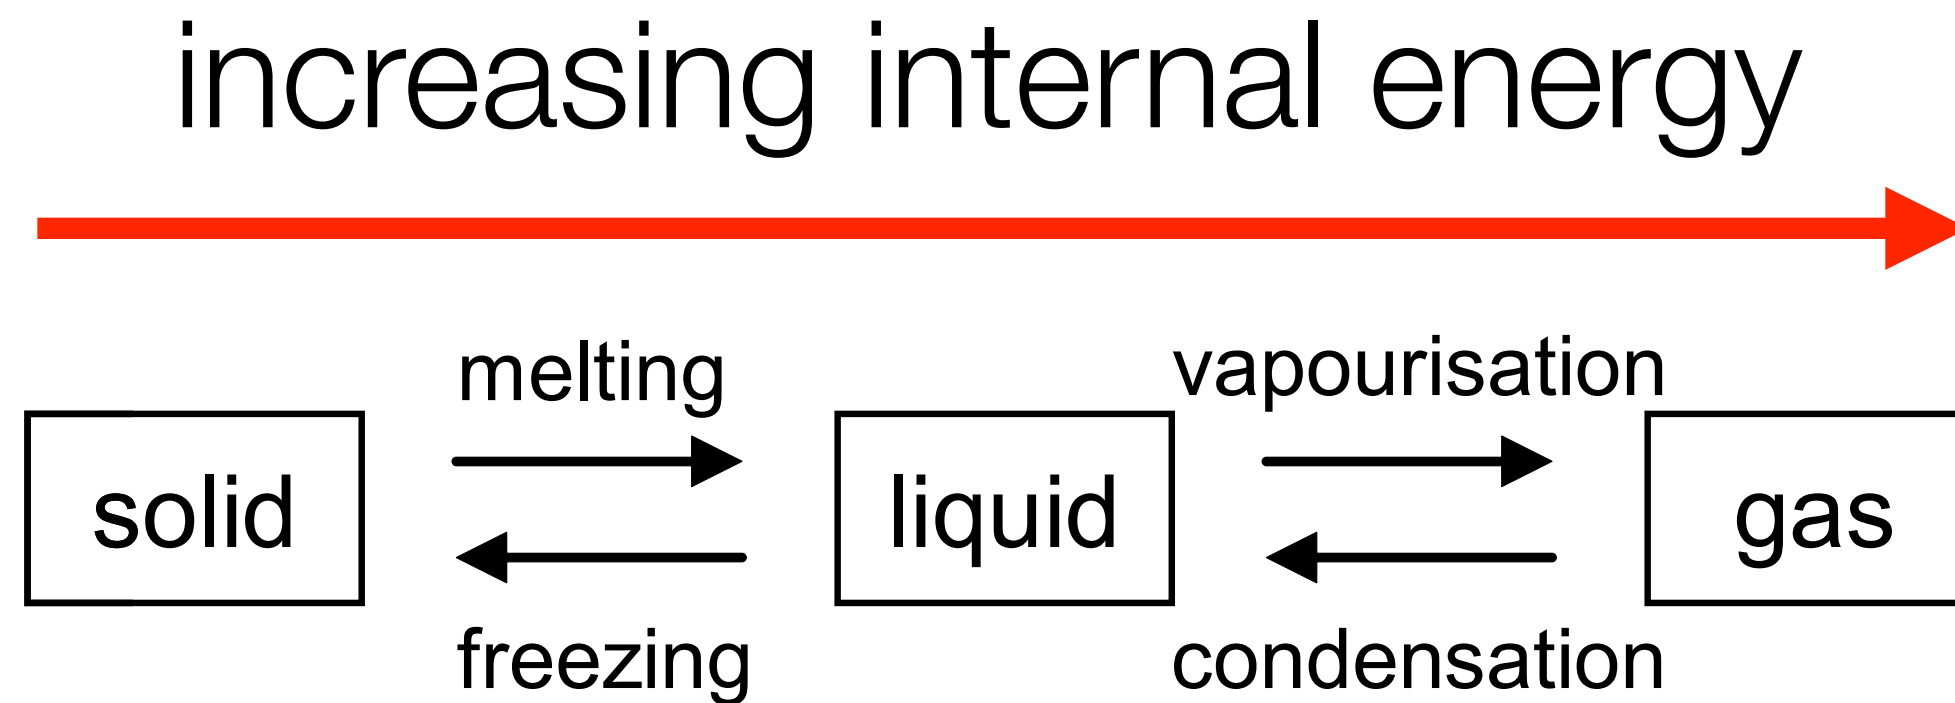 increasing internal energy
melting
vapourisation
solid
liquid
gas
freezing
condensation